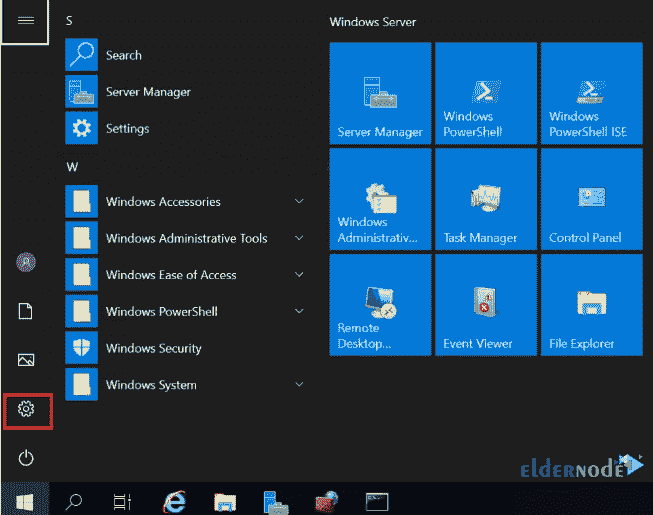 S
Search
Server Manager
Settings
W
Windows Accessories
Windows Administrative Tools
Windows Ease of Access
Windows PowerShell
Windows Security
Windows System
Windows Server
Server Manager
Windows
PowerShell
Windows
PowerShell ISE
Windows
Administrativ...
Task Manager
Control Panel
Remote
Desktop...
Event Viewer
File Explorer
eldernode